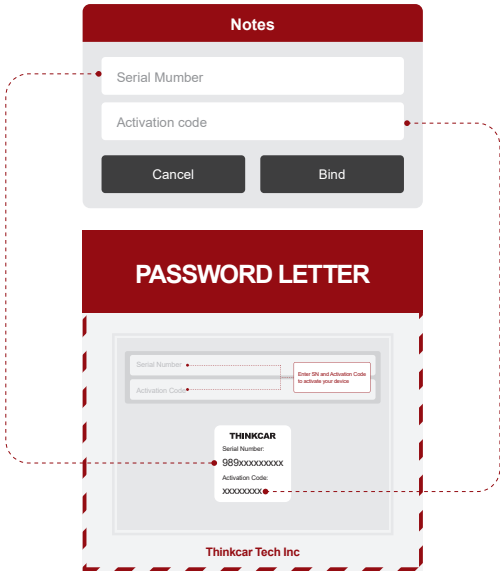 Notes
Serial Mumber
Activation code
Cancel
Bind
PASSWORD LETTER
Serial Number
Activation Code
Enter SN and Activation Code
to activate your device
THINKCAR
Serial Number:
989xxxxxxxxx
Activation Code:
xxxxxxxx
Thinkcar Tech Inc